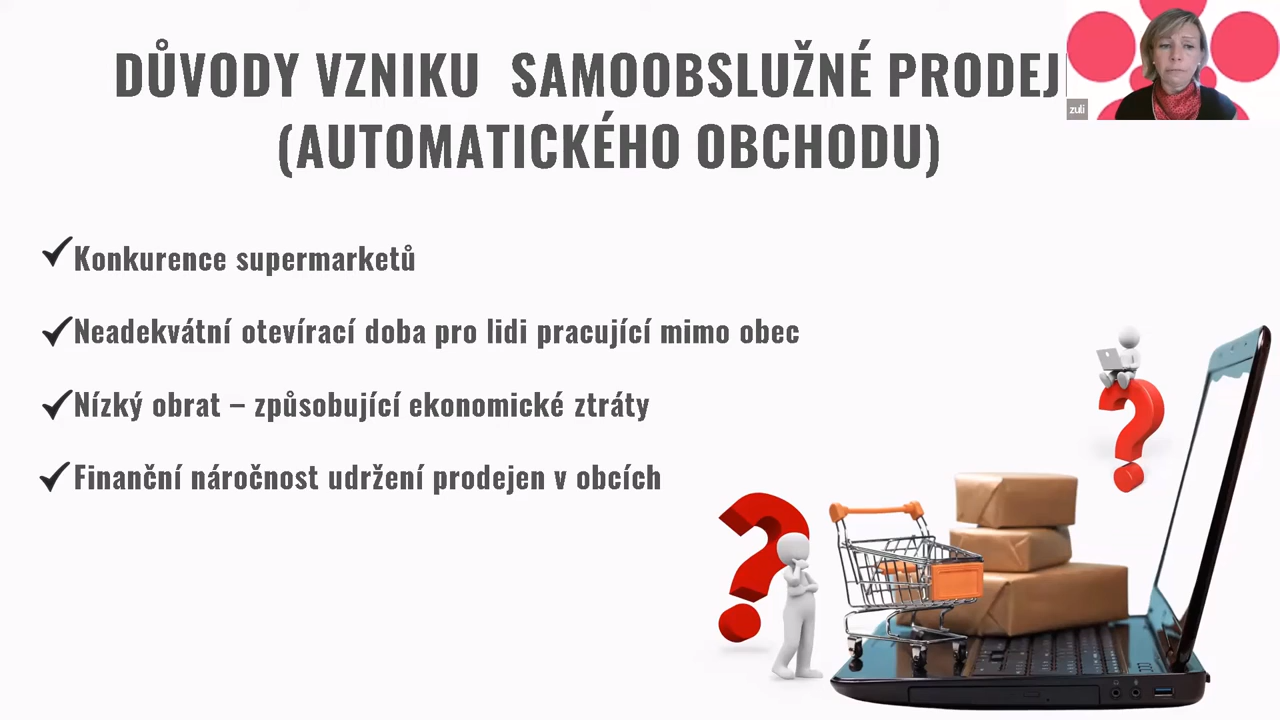 DŮVODY VZNIKU SAMOOBSLUŽNÉ
(AUTOMATICKÉHO OBCHODU)
zuli
Konkurence supermarketů
Neadekvátní otevírací doba pro lidi pracující mimo obec
Nízký obrat – způsobující ekonomické ztráty
Finanční náročnost udržení prodejen v obcích